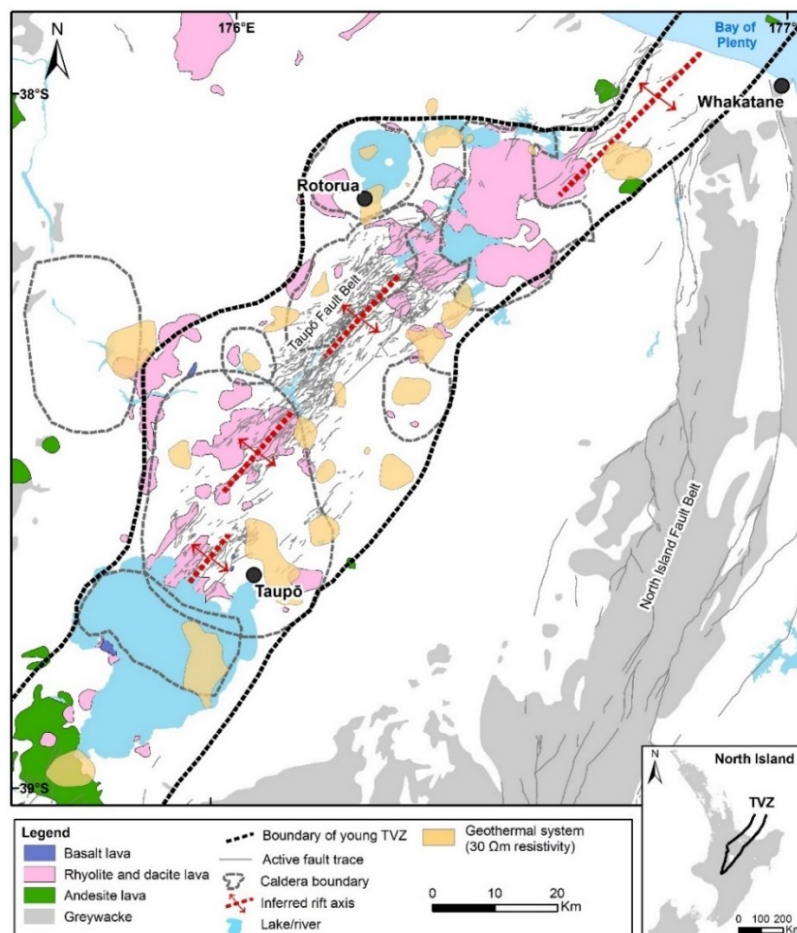 176°E
177°E
N
Bay of
Plenty
38°S
Whakatane
Rotorua
Taupō Fault Belt
North Island Fault Belt
Taupō
39°S
N
North Island
TVZ
0 100 200
Km
Legend
Basalt lava
Rhyolite and dacite lava
Andesite lava
Greywacke
Boundary of young TVZ
Active fault trace
Caldera boundary
Inferred rift axis
Lake/river
Geothermal system
(30 Ωm resistivity)
0 10 20
Km